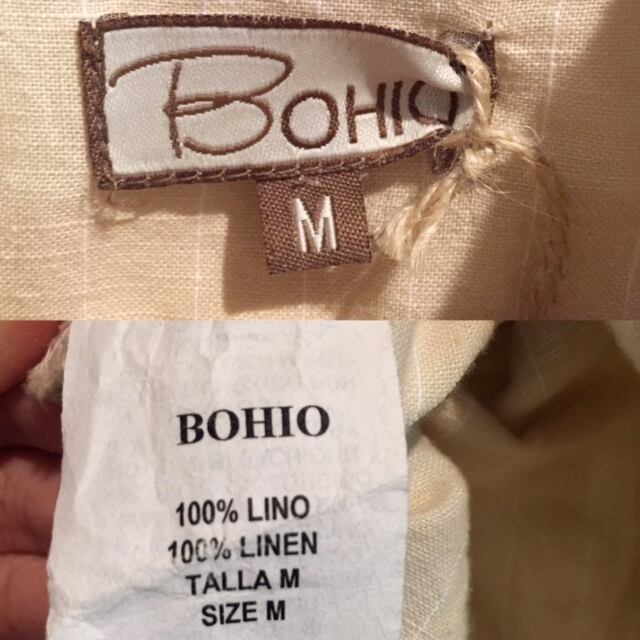 BOHIO
M
BOHIO
100% LINO
100% LINEN
TALLA M
SIZE M